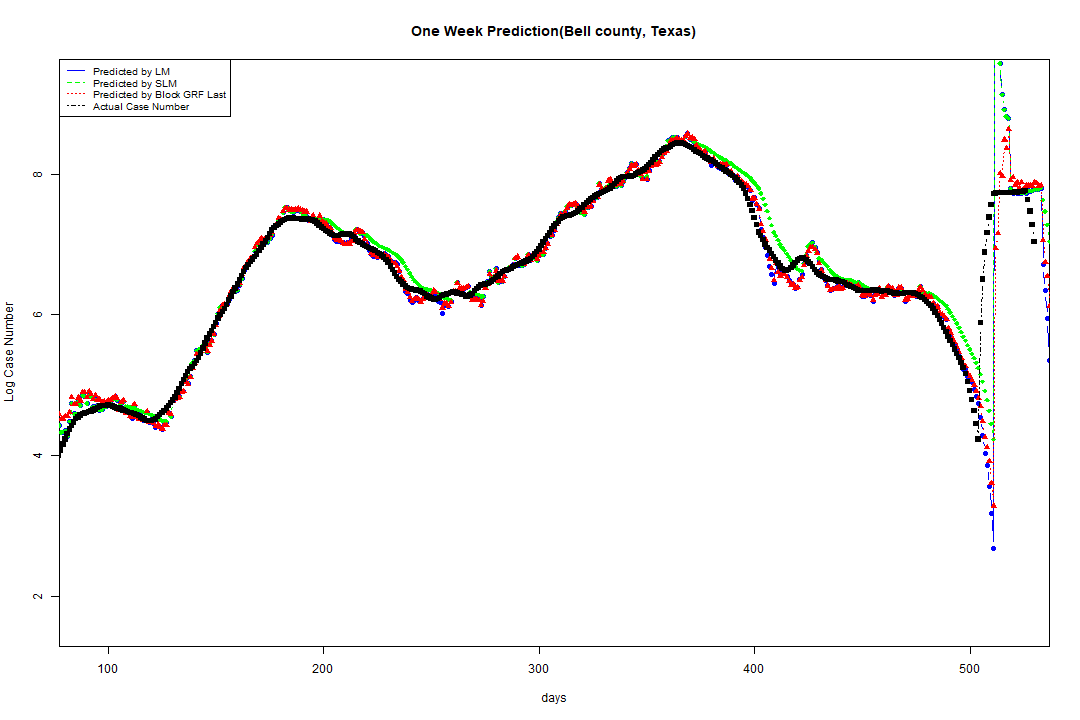 One Week Prediction(Bell county, Texas)
Predicted by LM
Predicted by SLM
Predicted by Block GRF Last
Actual Case Number
8
6
4
2
Log Case Number
100 200 300 400 500
days